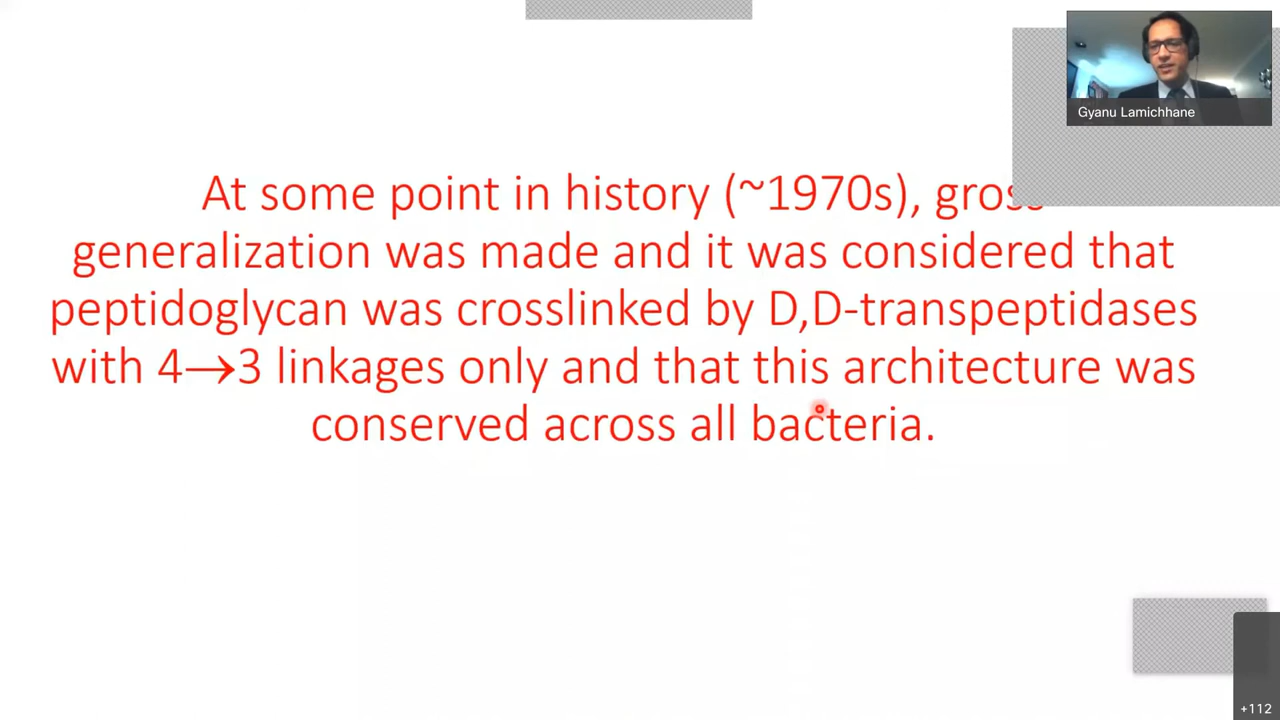 Gyanu Lamichhane
At some point in history (~1970s), gross
generalization was made and it was considered that
peptidoglycan was crosslinked by D,D-transpeptidases
with 4→3 linkages only and that this architecture was
conserved across all bacteria.
+112